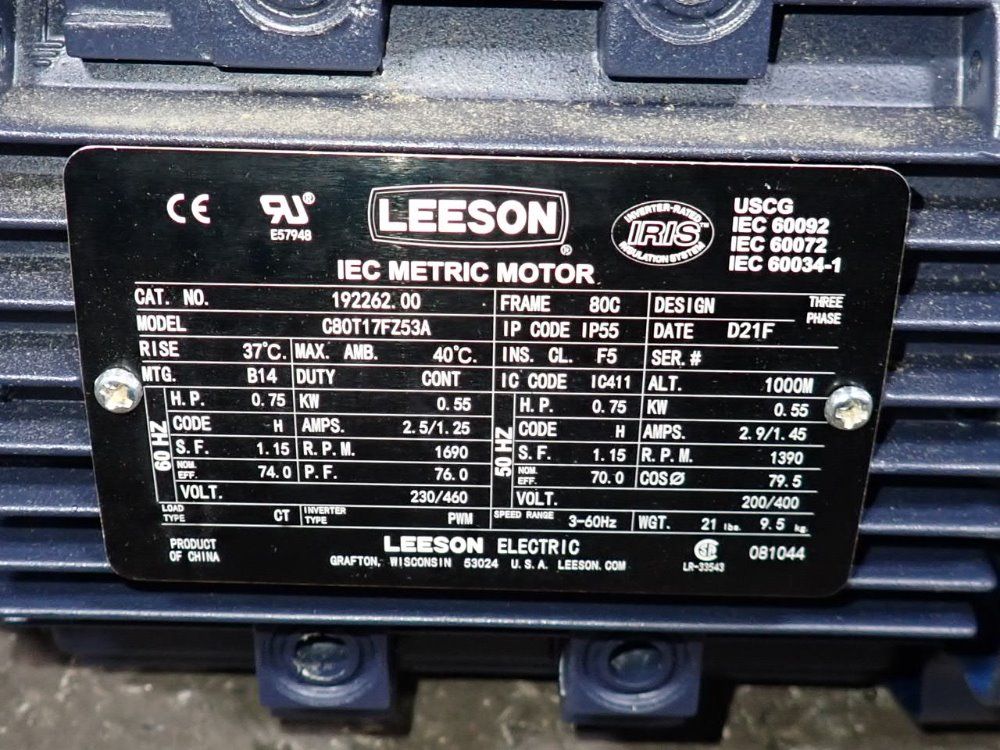 CE
RU®
E57948
LEESON®
INVERTER-RATED
IRIS
INSULATION SYSTEM
USCG
IEC 60092
IEC 60072
IEC 60034-1
IEC METRIC MOTOR
CAT. NO. 192262.00 FRAME 80C DESIGN THREE PHASE
MODEL C80T17FZ53A IP CODE IP55 DATE D21F
RISE 37°C. MAX. AMB. 40°C. INS. CL. F5 SER.#
MTG. B14 DUTY CONT IC CODE IC411 ALT. 1000M
60 HZ
H.P. 0.75 KW 0.55
CODE H AMPS. 2.5/1.25
S.F. 1.15 R.P.M. 1690
NOM. EFF. 74.0 P.F. 76.0
VOLT. 230/460
50 HZ
H.P. 0.75 KW 0.55
CODE H AMPS. 2.9/1.45
S.F. 1.15 R.P.M. 1390
NOM. EFF. 70.0 COSØ 79.5
VOLT. 200/400
LOAD TYPE CT INVERTER TYPE PWM SPEED RANGE 3-60Hz WGT. 21 lbs. 9.5 kg
PRODUCT
OF CHINA
LEESON ELECTRIC
GRAFTON, WISCONSIN 53024 U.S.A. LEESON.COM
SA
LR-33543
081044